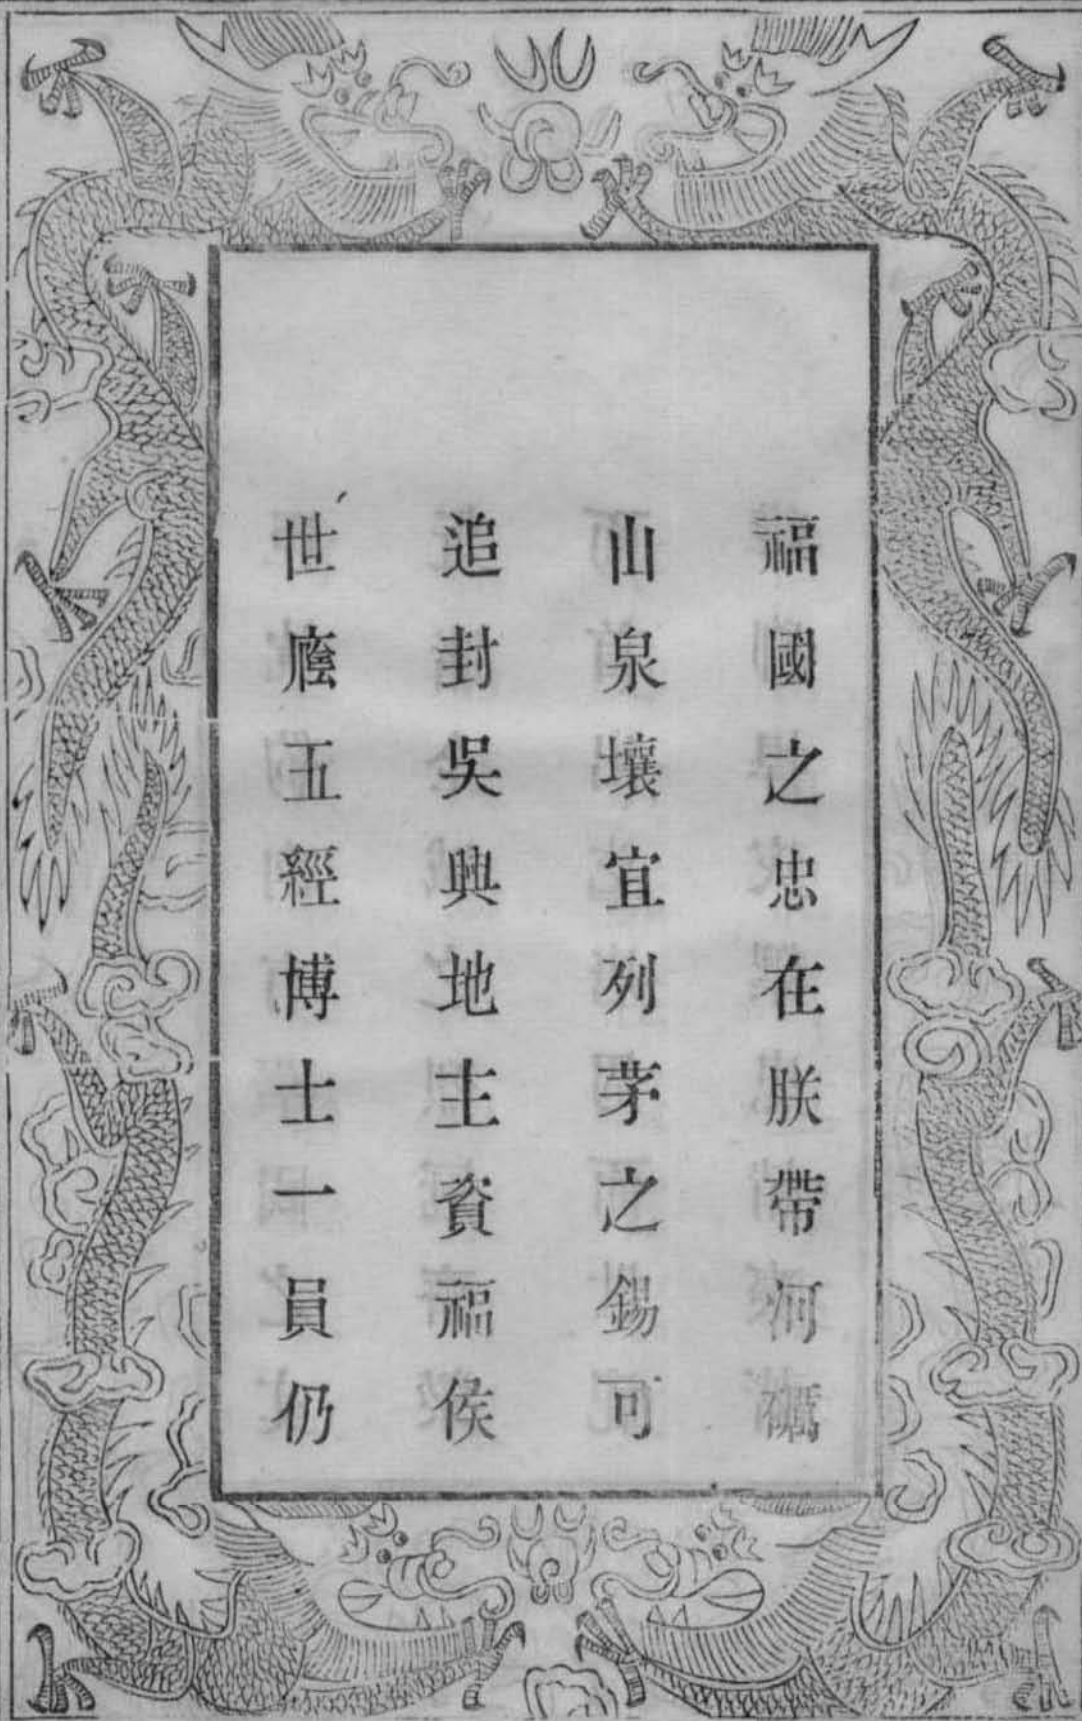 福國之忠在朕帶河礪
山泉壤宜列茅之錫可
追封吳興地主資福侯
世廕五經博士一員仍